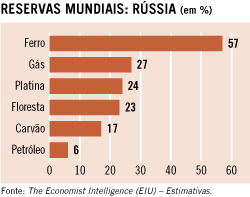 RESERVAS MUNDIAIS: RÚSSIA (em %)
Ferro 57
Gás 27
Platina 24
Floresta 23
Carvão 17
Petróleo 6
0 10 20 30 40 50 60
Fonte: The Economist Intelligence (EIU) – Estimativas.